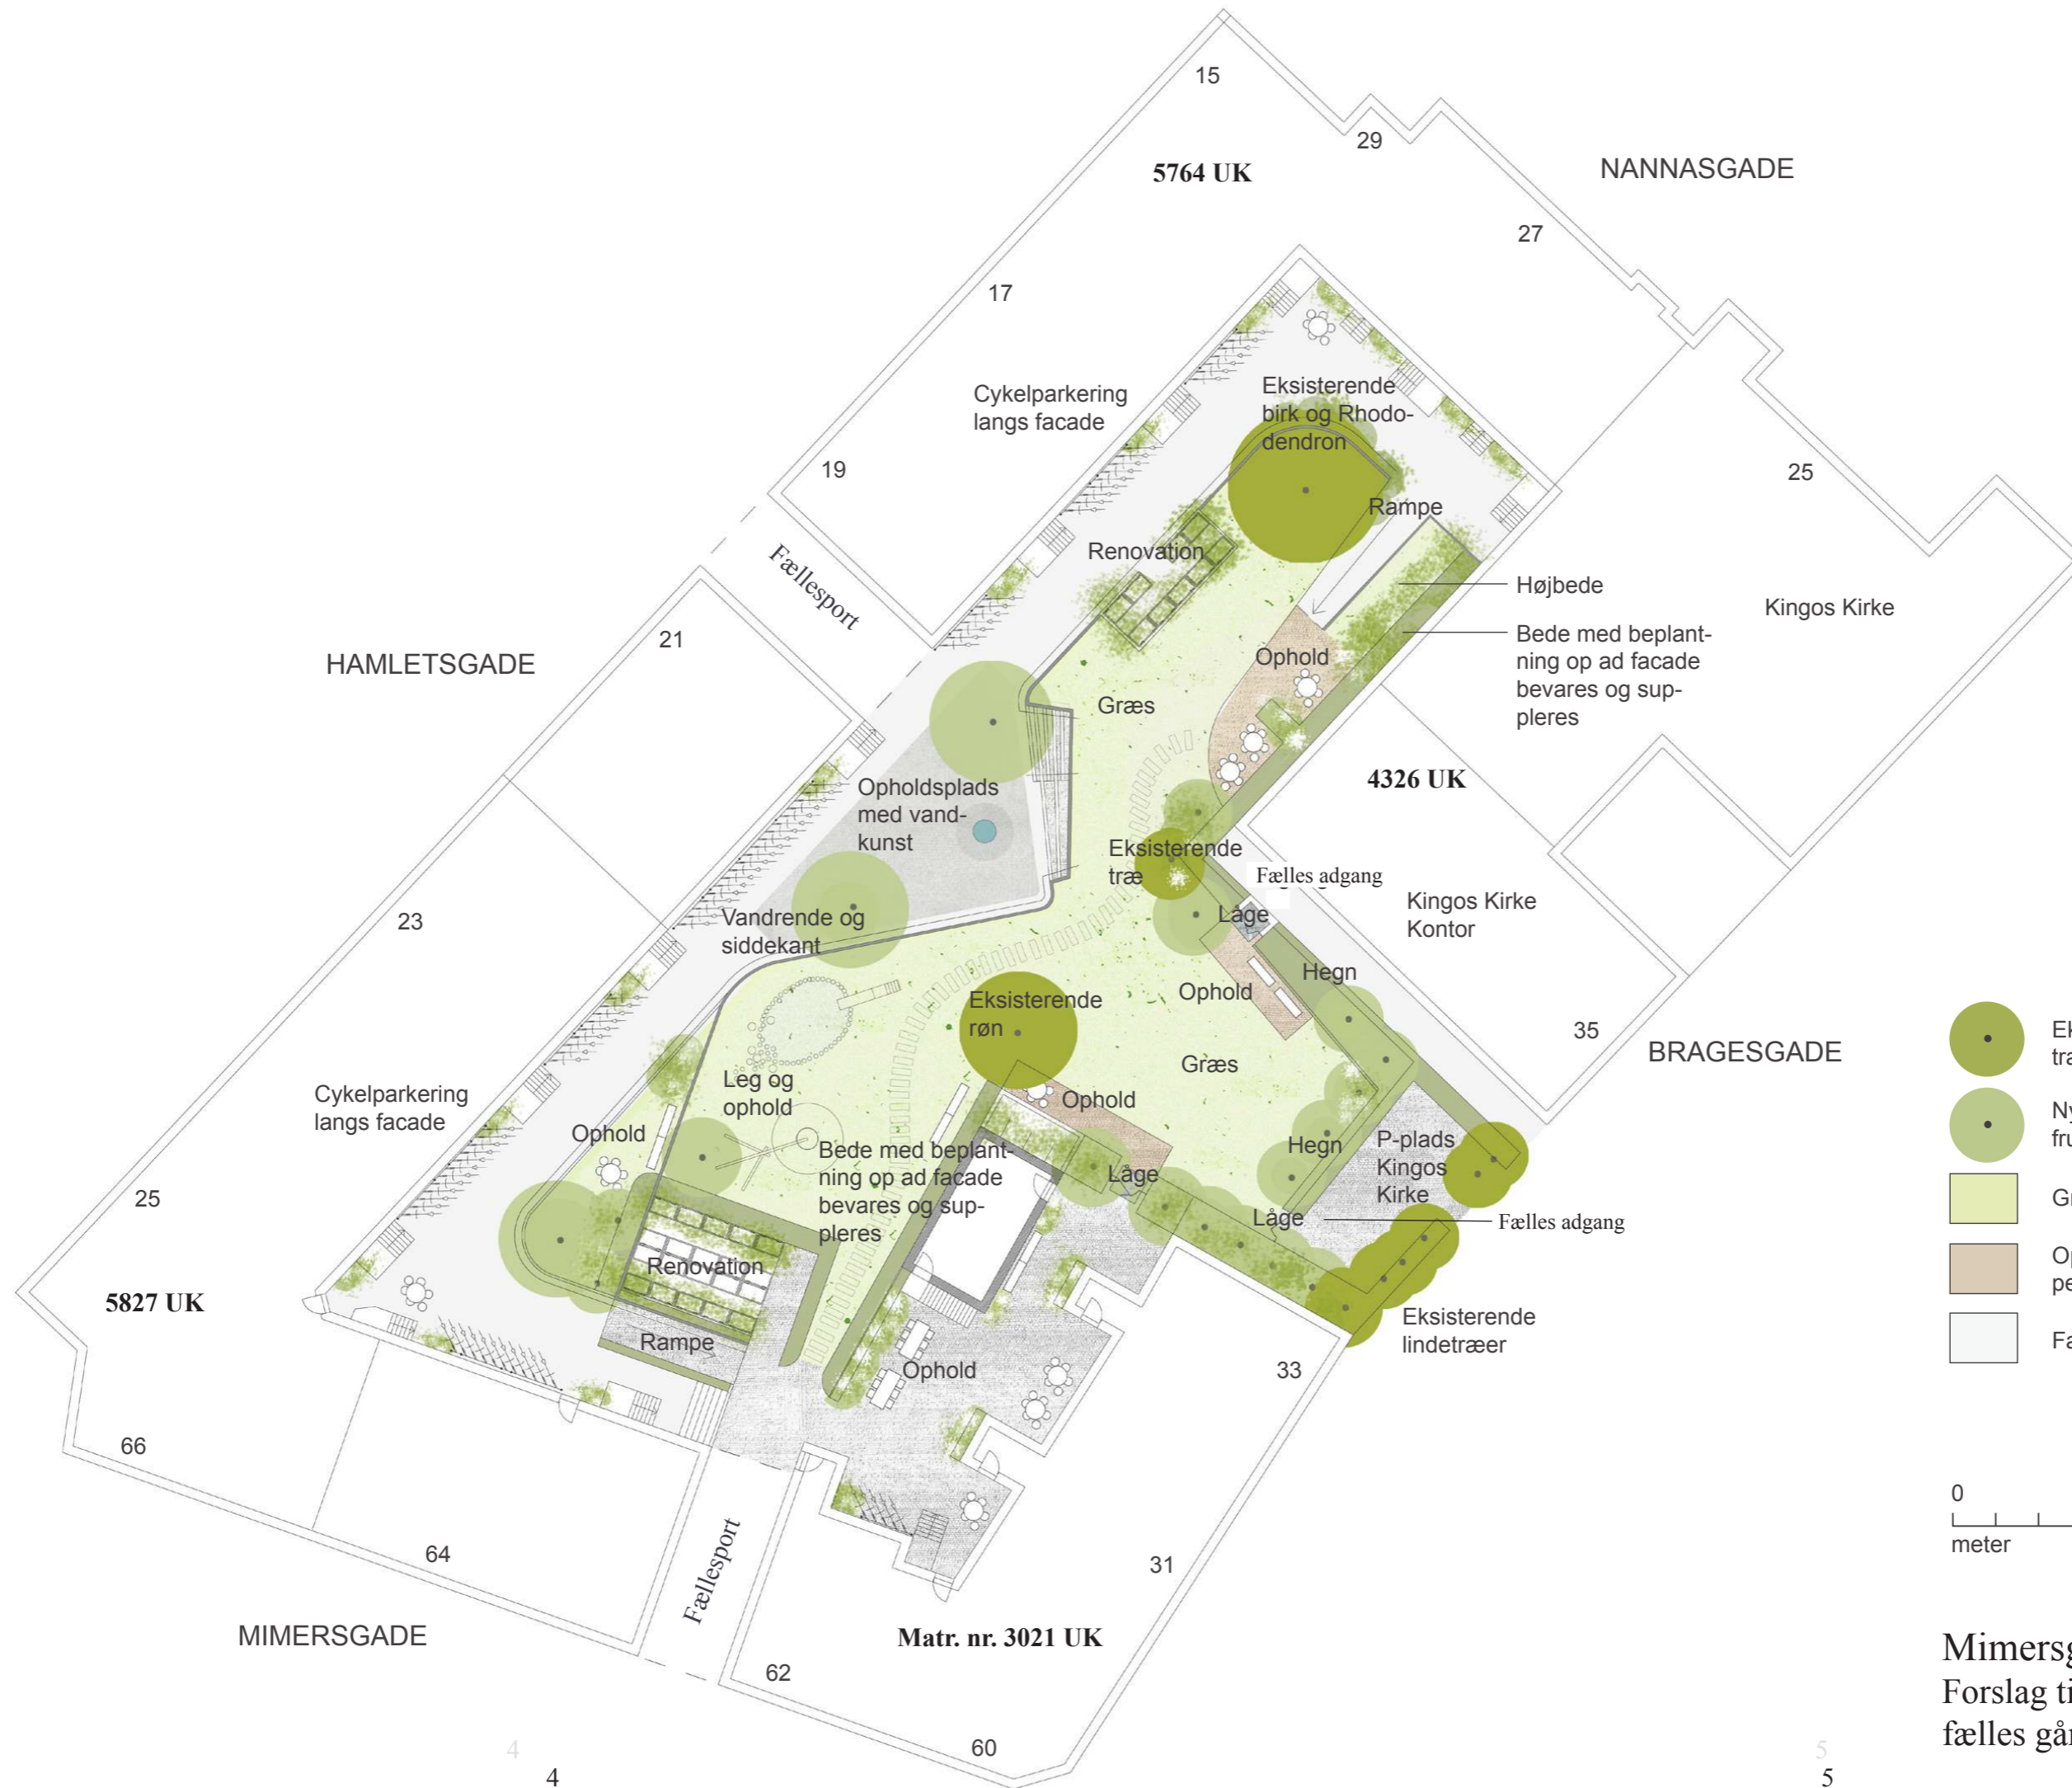 15
29
NANNASGADE
5764 UK
27
17
Cykelparkering
langs facade
Eksisterende
birk og Rhodo-
dendron
19
25
Rampe
Fællesport
Renovation
Højbede
Kingos Kirke
21
HAMLETSGADE
Bede med beplant-
ning op ad facade
bevares og sup-
pleres
Ophold
Græs
4326 UK
Opholdsplads
med vand-
kunst
Eksisterende
træ
Fælles adgang
Kingos Kirke
Kontor
Låge
23
Vandrende og
siddekant
Hegn
Ophold
Eksisterende
røn
35
BRAGESGADE
Græs
Leg og
ophold
Cykelparkering
langs facade
Ophold
Ophold
Bede med beplant-
ning op ad facade
bevares og sup-
pleres
Hegn
P-plads
Kingos
Kirke
Låge
25
Låge
Fælles adgang
Renovation
5827 UK
Eksisterende
lindetræer
Rampe
Ophold
33
66
64
Fællesport
31
MIMERSGADE
Matr. nr. 3021 UK
62
60
0
meter
Forslag
4
4
5
5